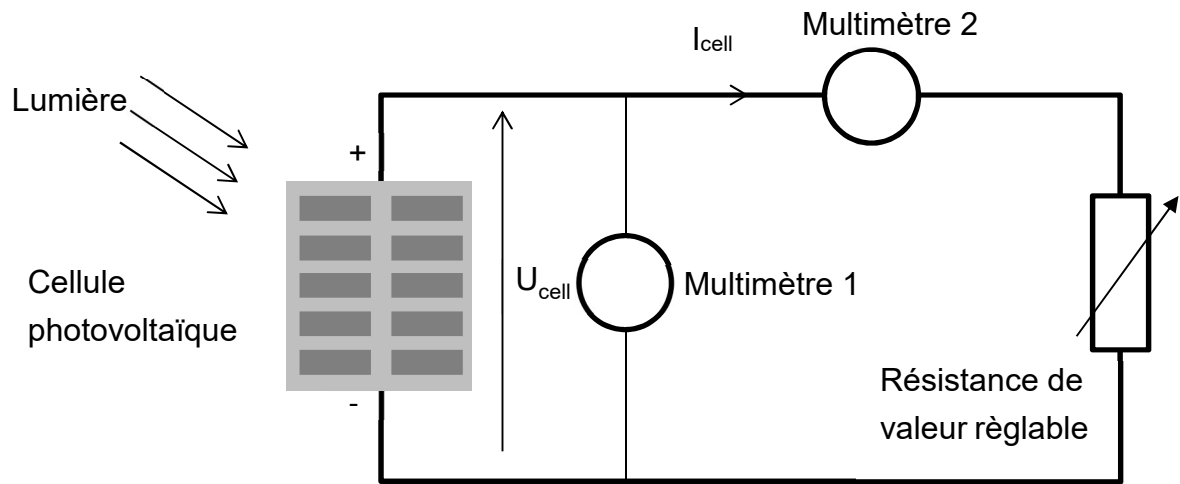 Multimètre 2
Icell
Lumière
+
Ucell
Multimètre 1
Cellule
photovoltaïque
-
Résistance de
valeur règlable